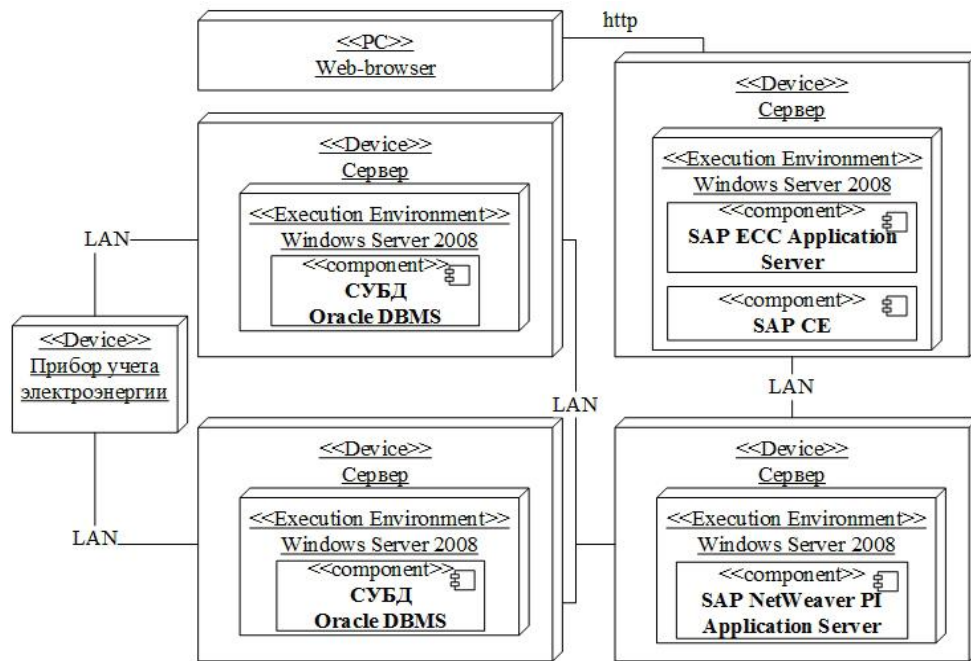 http
<<PC>>
Web-browser
<<Device>>
Сервер
<<Execution Environment>>
Windows Server 2008
<<component>>
SAP ECC Application
Server
<<component>>
SAP CE
<<Device>>
Сервер
<<Execution Environment>>
Windows Server 2008
<<component>>
СУБД
Oracle DBMS
LAN
<<Device>>
Прибор учета
электроэнергии
LAN
LAN
LAN
<<Device>>
Сервер
<<Execution Environment>>
Windows Server 2008
<<component>>
СУБД
Oracle DBMS
<<Device>>
Сервер
<<Execution Environment>>
Windows Server 2008
<<component>>
SAP NetWeaver PI
Application Server